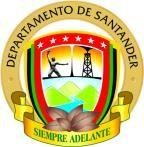 DEPARTAMENTO DE SANTANDER
SIEMPRE ADELANTE